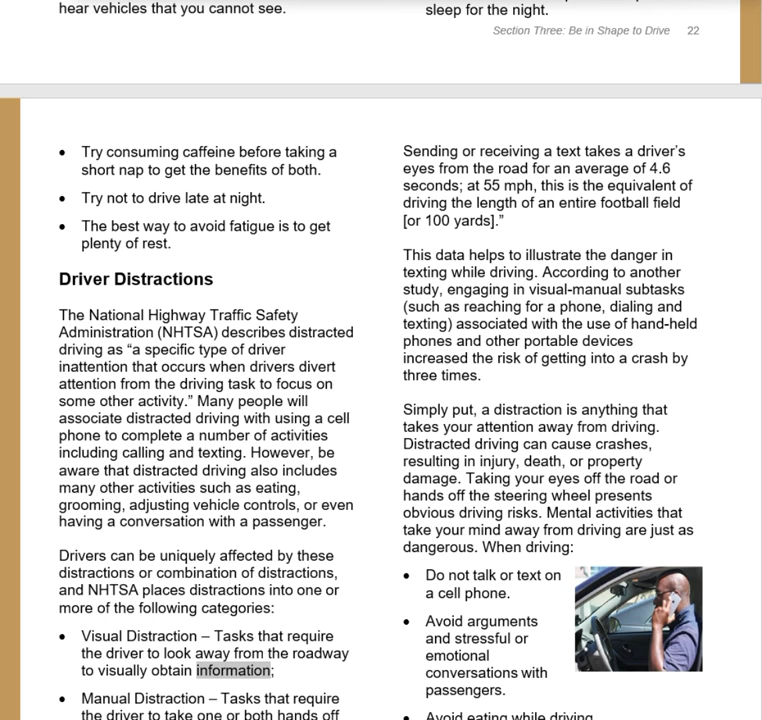 hear vehicles that you cannot see.
sleep for the night.
Section Three: Be in Shape to Drive 22
• Try consuming caffeine before taking a
short nap to get the benefits of both.
• Try not to drive late at night.
• The best way to avoid fatigue is to get
plenty of rest.
Driver Distractions
The National Highway Traffic Safety
Administration (NHTSA) describes distracted
driving as “a specific type of driver
inattention that occurs when drivers divert
attention from the driving task to focus on
some other activity.” Many people will
associate distracted driving with using a cell
phone to complete a number of activities
including calling and texting. However, be
aware that distracted driving also includes
many other activities such as eating,
grooming, adjusting vehicle controls, or even
having a conversation with a passenger.
Drivers can be uniquely affected by these
distractions or combination of distractions,
and NHTSA places distractions into one or
more of the following categories:
• Visual Distraction – Tasks that require
the driver to look away from the roadway
to visually obtain information;
• Manual Distraction – Tasks that require
the driver to take one or both hands off
Sending or receiving a text takes a driver’s
eyes from the road for an average of 4.6
seconds; at 55 mph, this is the equivalent of
driving the length of an entire football field
[or 100 yards].”
This data helps to illustrate the danger in
texting while driving. According to another
study, engaging in visual-manual subtasks
(such as reaching for a phone, dialing and
texting) associated with the use of hand-held
phones and other portable devices
increased the risk of getting into a crash by
three times.
Simply put, a distraction is anything that
takes your attention away from driving.
Distracted driving can cause crashes,
resulting in injury, death, or property
damage. Taking your eyes off the road or
hands off the steering wheel presents
obvious driving risks. Mental activities that
take your mind away from driving are just as
dangerous. When driving:
• Do not talk or text on
a cell phone.
• Avoid arguments
and stressful or
emotional
conversations with
passengers.
• Avoid eating while driving